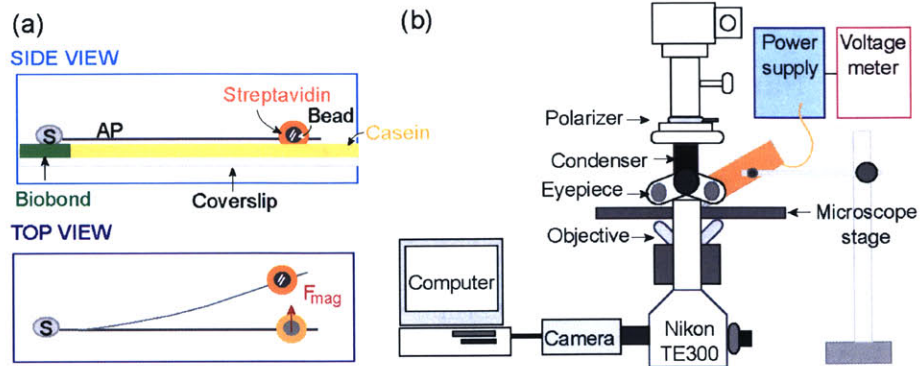 (a)
SIDE VIEW
Streptavidin
Bead
S
AP
Casein
Biobond
Coverslip
TOP VIEW
S
Fmag
(b)
Power
supply
Voltage
meter
Polarizer
Condenser
Eyepiece
Microscope
stage
Objective
Computer
Camera
Nikon
TE300